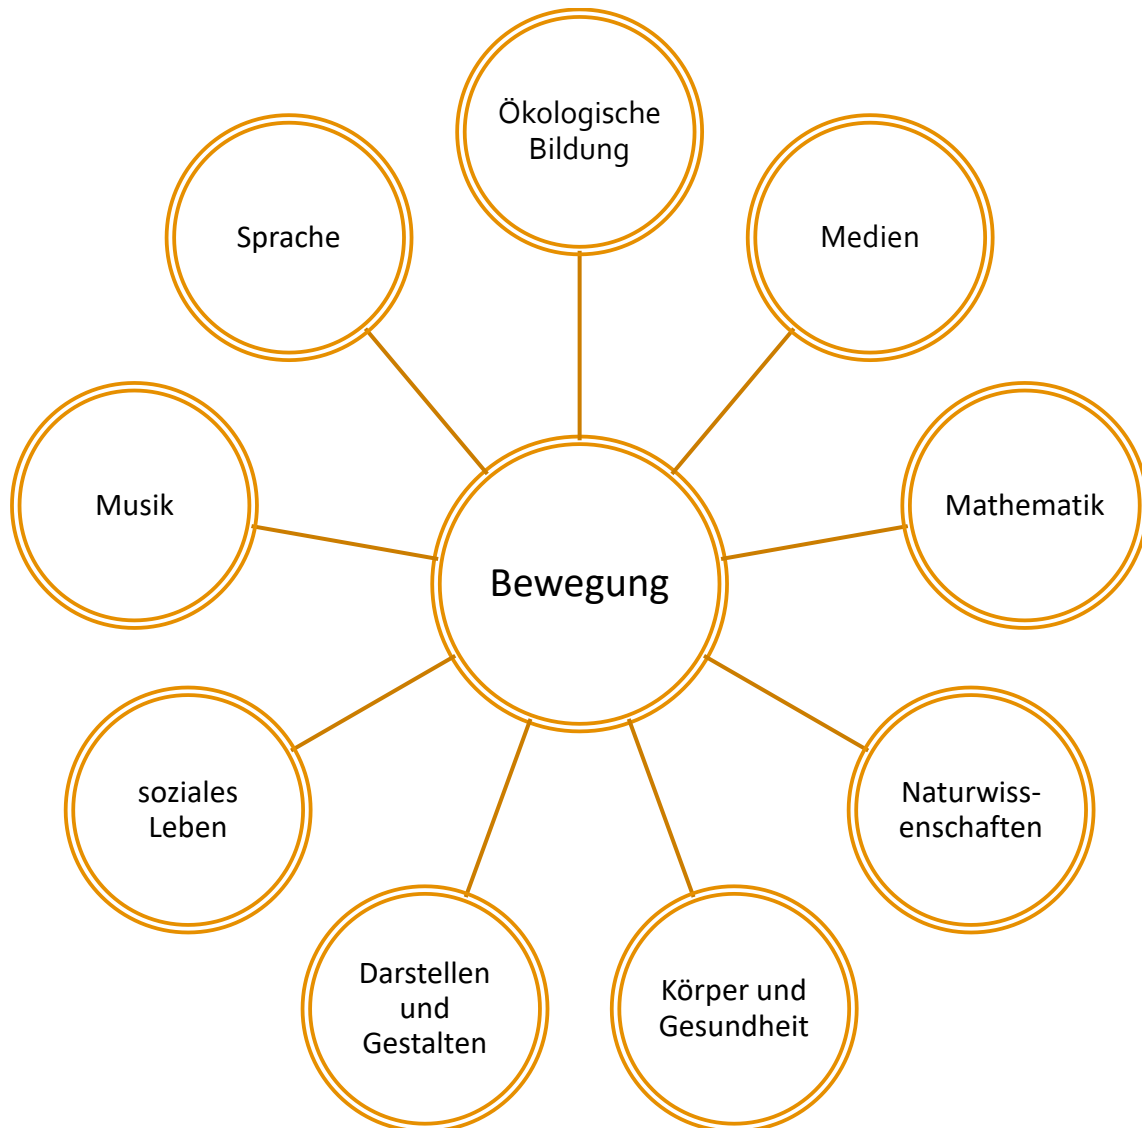 Ökologische
Bildung
Sprache
Medien
Musik
Mathematik
Bewegung
soziales
Leben
Naturwiss-
enschaften
Darstellen
und
Gestalten
Körper und
Gesundheit